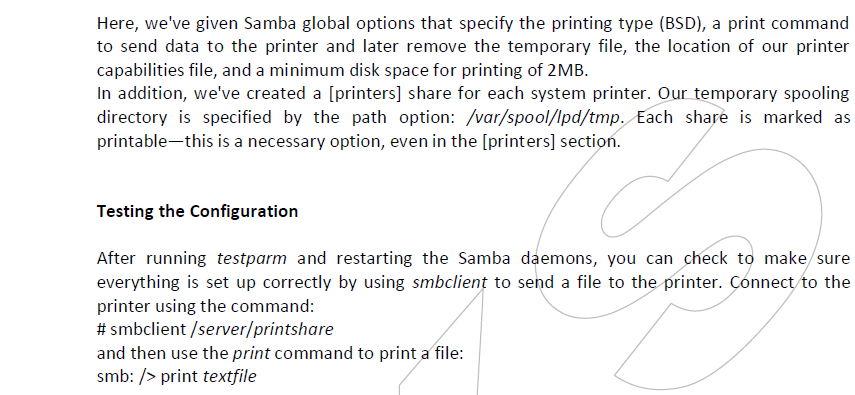 Here, we've given Samba global options that specify the printing type (BSD), a print command
to send data to the printer and later remove the temporary file, the location of our printer
capabilities file, and a minimum disk space for printing of 2MB.
In addition, we've created a [printers] share for each system printer. Our temporary spooling
directory is specified by the path option: /var/spool/lpd/tmp. Each share is marked as
printable—this is a necessary option, even in the [printers] section.
Testing the Configuration
After running testparm and restarting the Samba daemons, you can check to make sure
everything is set up correctly by using smbclient to send a file to the printer. Connect to the
printer using the command:
# smbclient /server/printshare
and then use the print command to print a file:
smb: /> print textfile